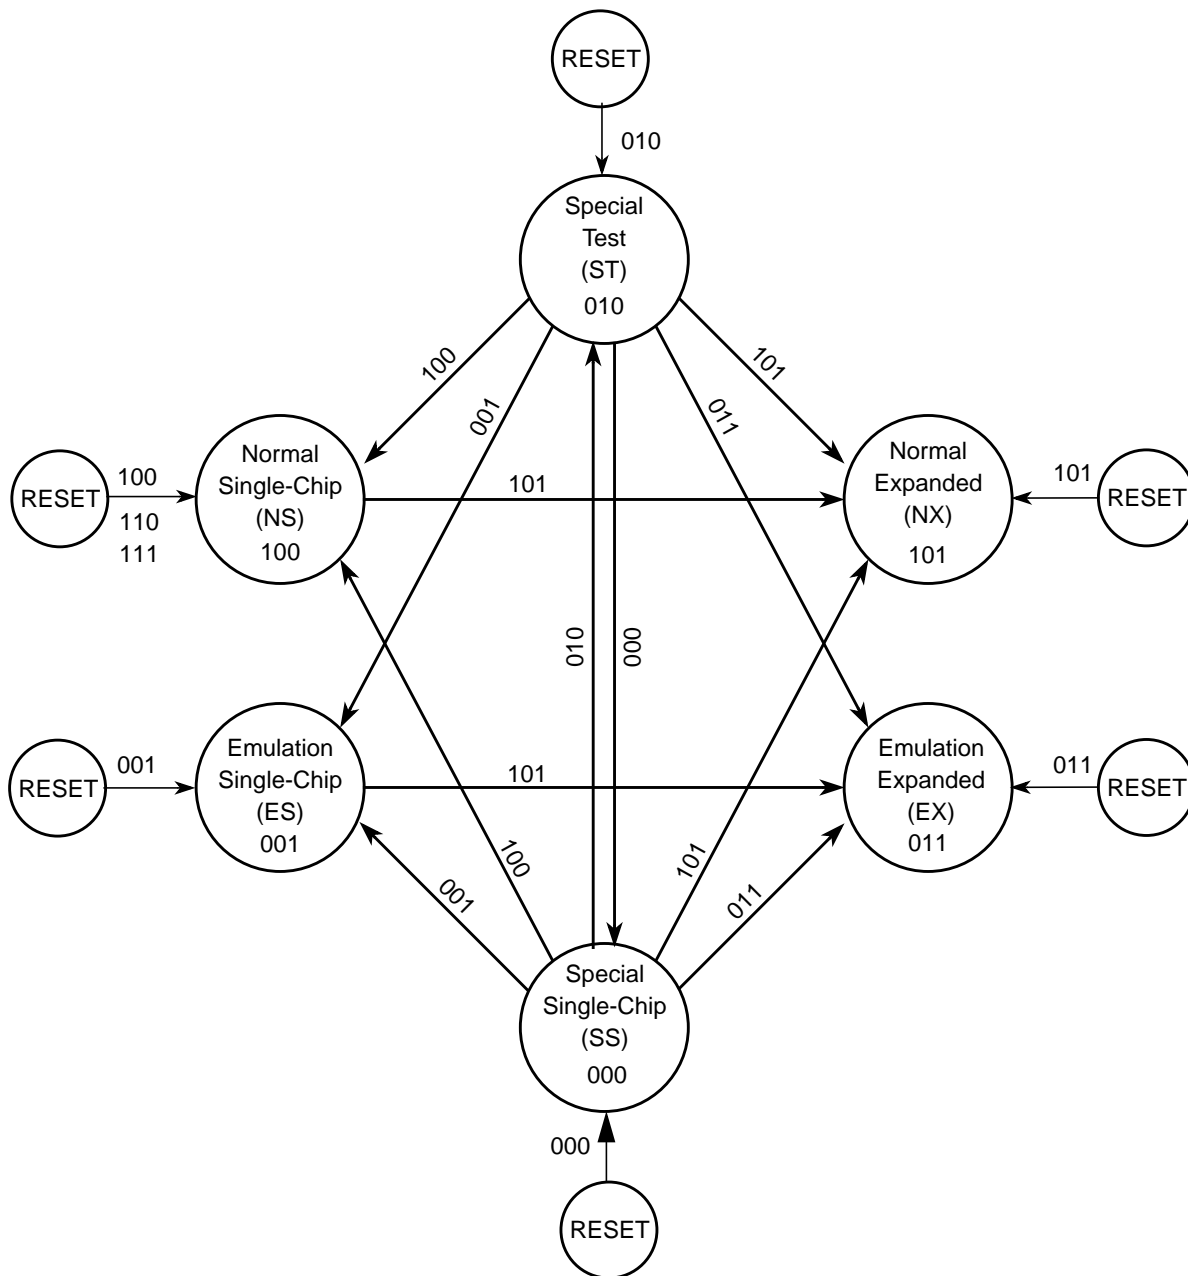 RESET
010
Special
Test
(ST)
010
100
001
101
011
Normal
Single-Chip
(NS)
100
RESET
100
110
111
101
Normal
Expanded
(NX)
101
101
RESET
010
000
Emulation
Single-Chip
(ES)
001
RESET
001
101
Emulation
Expanded
(EX)
011
011
RESET
001
100
101
011
Special
Single-Chip
(SS)
000
000
RESET